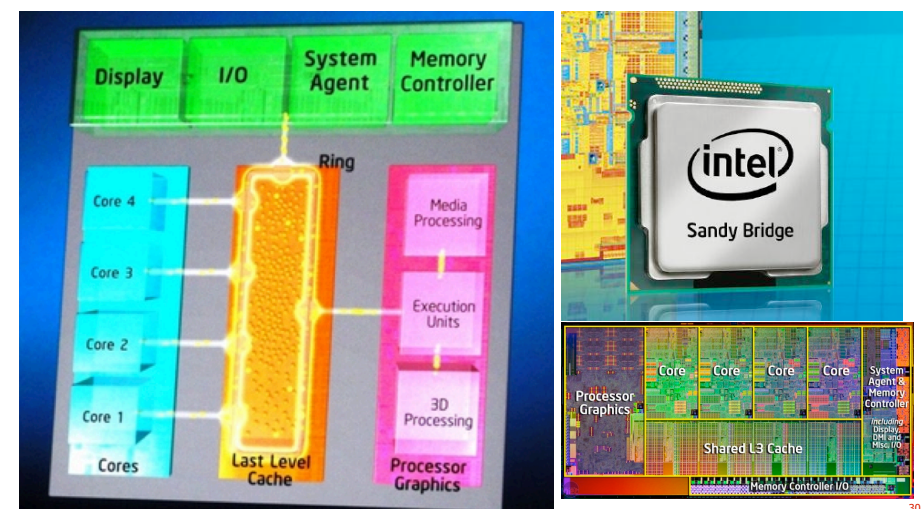 Display
I/O
System
Agent
Memory
Controller
Ring
Core 4
Core 3
Core 2
Core 1
Cores
Last Level
Cache
Media
Processing
Execution
Units
3D
Processing
Processor
Graphics
intel
Sandy Bridge
Processor
Graphics
Core
Core
Core
Core
System
Agent &
Memory
Controller
including
Display,
DMI and
Misc. I/O
Shared L3 Cache
Memory Controller I/O
30